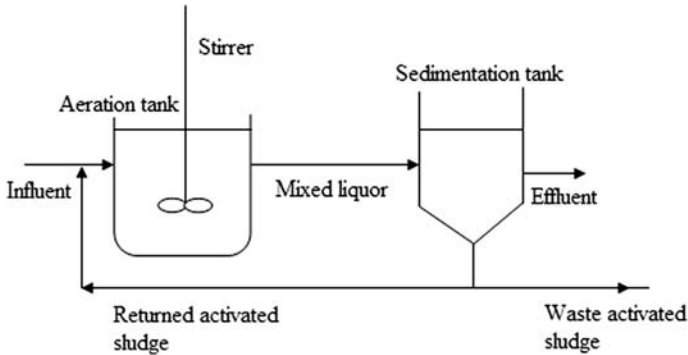 Stirrer
Sedimentation tank
Aeration tank
Influent
Mixed liquor
Effluent
Returned activated
sludge
Waste activated
sludge